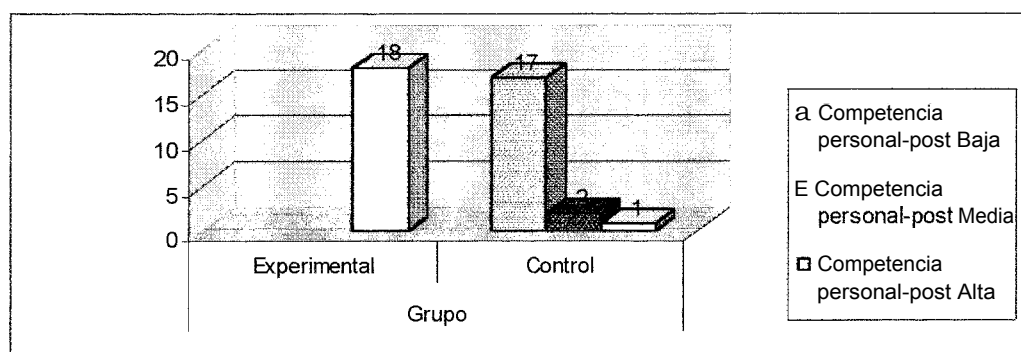 20
15
10
5
0
18
17
2
1
Experimental
Control
Grupo
a Competencia
personal-post Baja
E Competencia
personal-post Media
Competencia
personal-post Alta